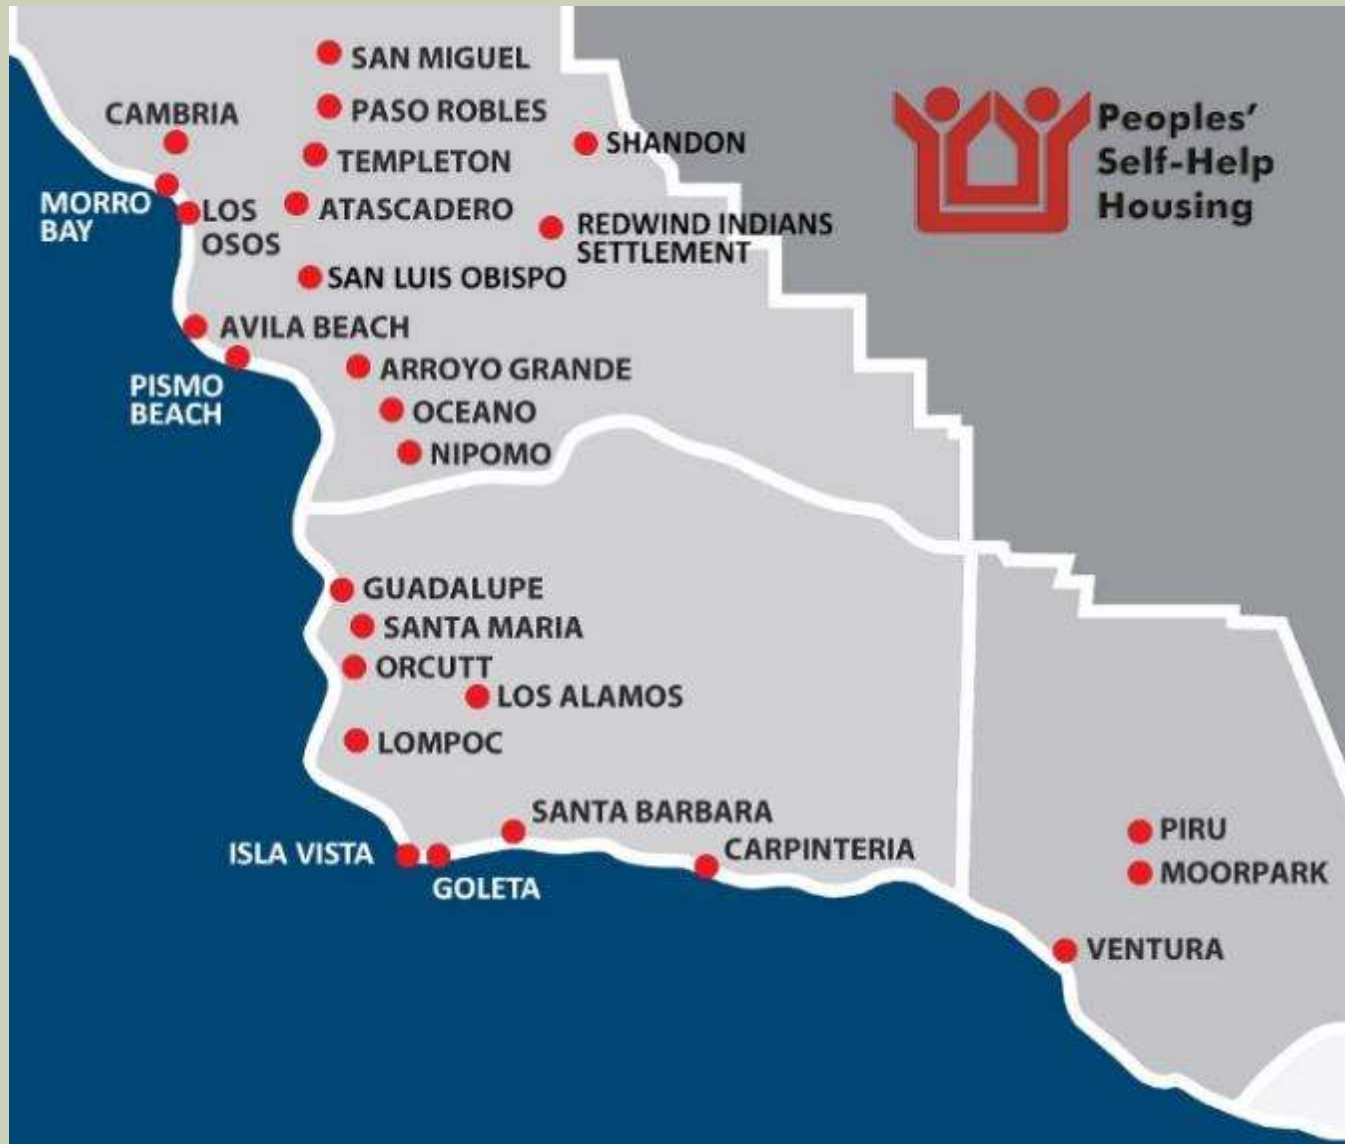 SAN MIGUEL
CAMBRIA
PASO ROBLES
TEMPLETON
SHANDON
Peoples'
Self-Help
Housing
MORRO
BAY
LOS
OSOS
ATASCADERO
REDWIND INDIANS
SETTLEMENT
SAN LUIS OBISPO
AVILA BEACH
PISMO
BEACH
ARROYO GRANDE
OCEANO
NIPOMO
GUADALUPE
SANTA MARIA
ORCUTT
LOS ALAMOS
LOMPOC
SANTA BARBARA
ISLA VISTA
GOLETA
CARPINTERIA
PIRU
MOORPARK
VENTURA